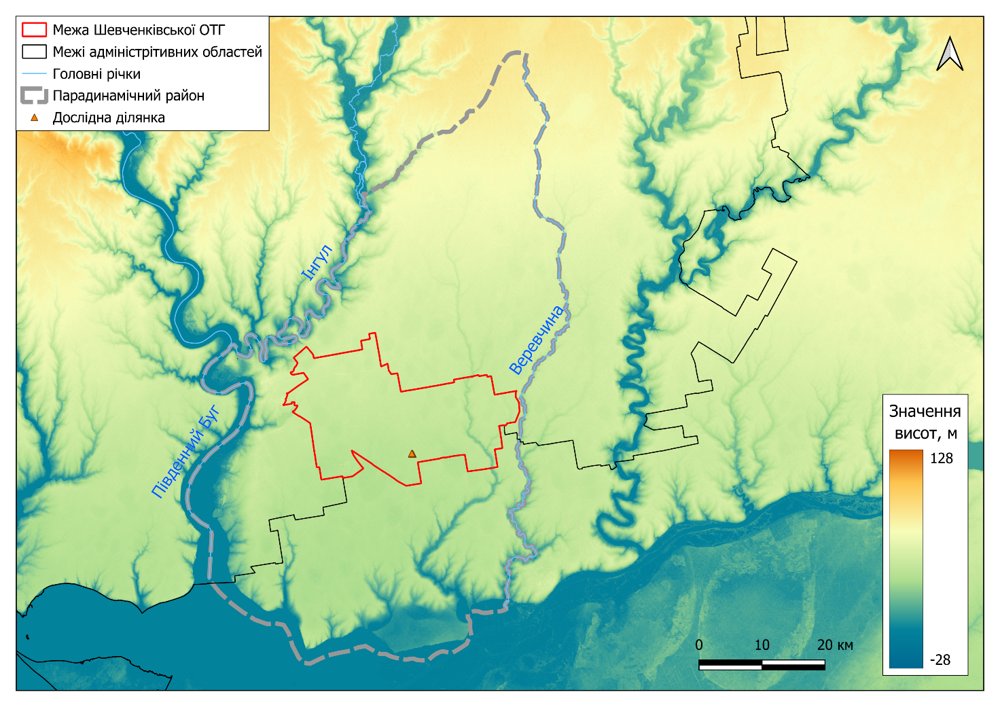 Межа Шевченківської ОТГ
Межі адміністрітивних областей
Головні річки
Парадинамічний район
Дослідна ділянка
Інгул
Веревчина
Південний Буг
Значення
висот, м
128
-28
0 10 20 км